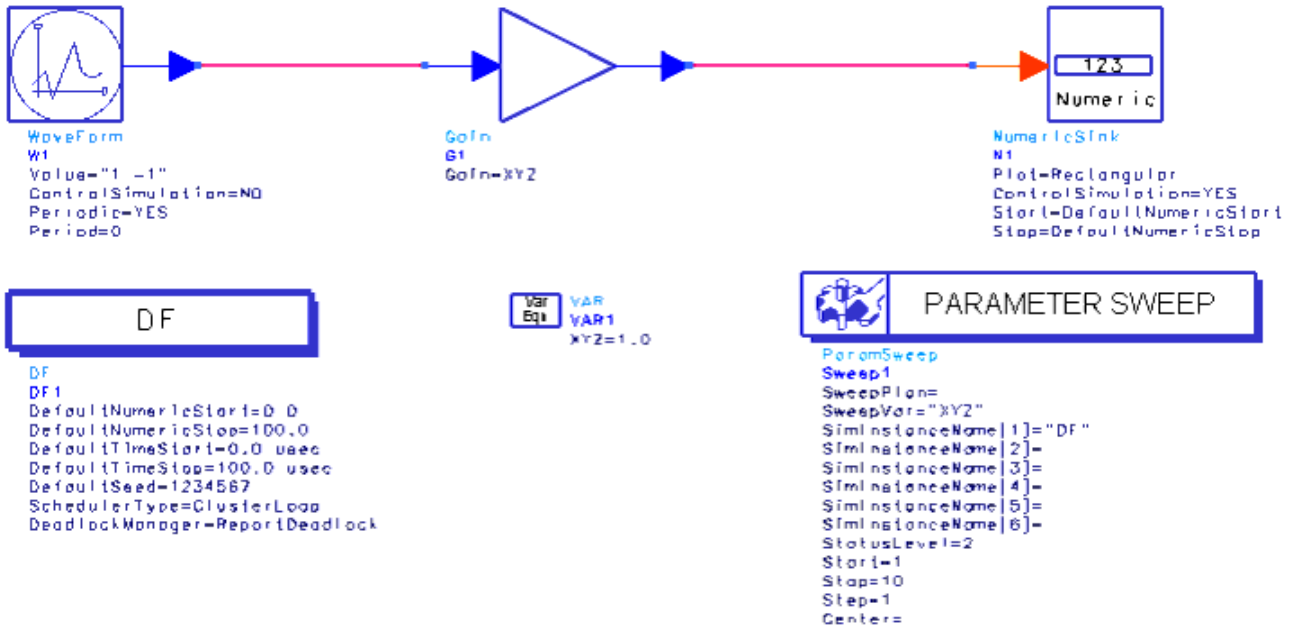 123
Numeric
WaveForm
W1
Value="1 -1"
ControlSimulation=NO
Periodic=YES
Period=0
Gain
G1
Gain=XYZ
NumericSink
N1
Plot=Rectangular
ControlSimulation=YES
Start=DefaultNumericStart
Stop=DefaultNumericStop
DF
DF
DF1
DefaultNumericStart=0.0
DefaultNumericStop=100.0
DefaultTimeStart=0.0 usec
DefaultTimeStop=100.0 usec
DefaultSeed=1234567
SchedulerType=ClusterLoop
DeadlockManager=ReportDeadlock
Var
Eqn
VAR
VAR1
XYZ=1.0
PARAMETER SWEEP
ParamSweep
Sweep1
SweepPlan=
SweepVar="XYZ"
SimInstanceName[1]="DF"
SimInstanceName[2]=
SimInstanceName[3]=
SimInstanceName[4]=
SimInstanceName[5]=
SimInstanceName[6]=
StatusLevel=2
Start=1
Stop=10
Step=1
Center=